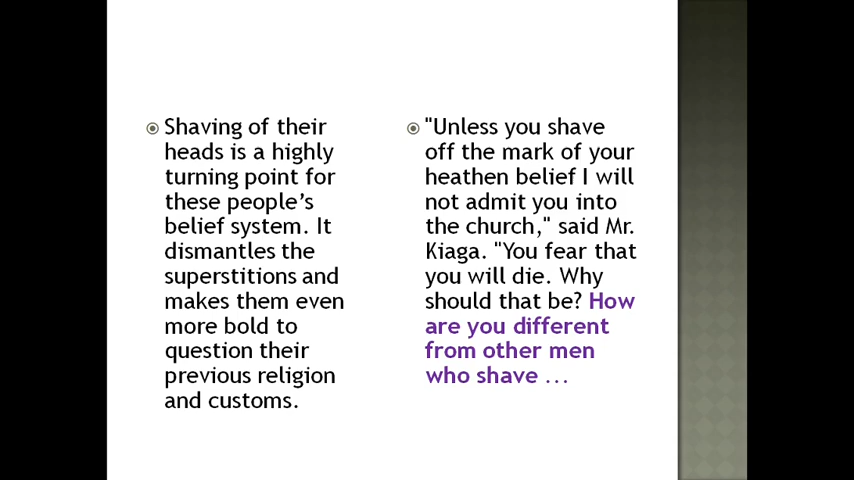 Shaving of their
heads is a highly
turning point for
these people’s
belief system. It
dismantles the
superstitions and
makes them even
more bold to
question their
previous religion
and customs.
"Unless you shave
off the mark of your
heathen belief I will
not admit you into
the church," said Mr.
Kiaga. "You fear that
you will die. Why
should that be? How
are you different
from other men
who shave ...